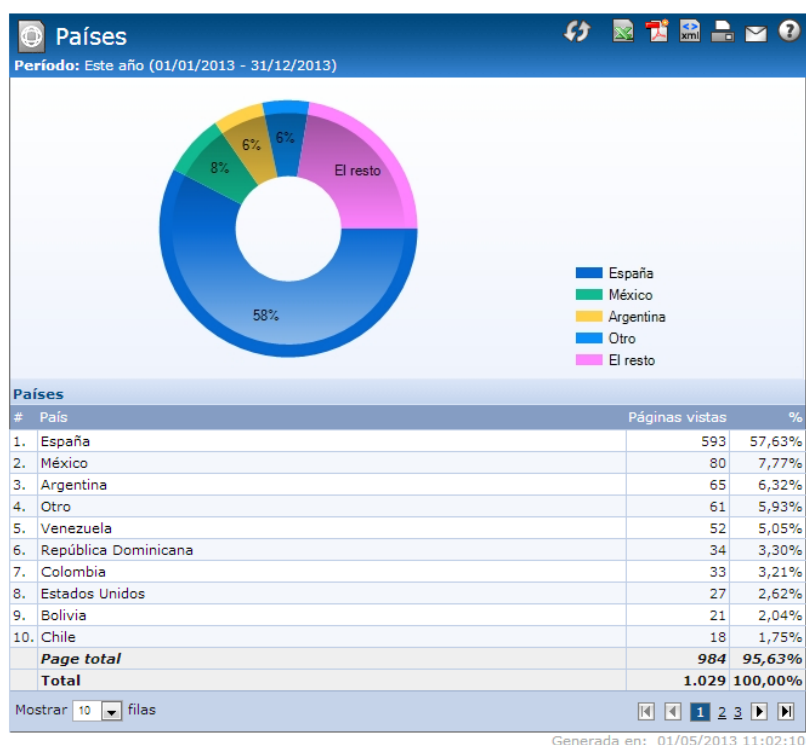 xml
Países
Período: Este año (01/01/2013 - 31/12/2013)
6%
6%
8%
El resto
58%
España
México
Argentina
Otro
El resto
Países
# País Páginas vistas %
1. España 593 57,63%
2. México 80 7,77%
3. Argentina 65 6,32%
4. Otro 61 5,93%
5. Venezuela 52 5,05%
6. República Dominicana 34 3,30%
7. Colombia 33 3,21%
8. Estados Unidos 27 2,62%
9. Bolivia 21 2,04%
10. Chile 18 1,75%
Page total 984 95,63%
Total 1.029 100,00%
Mostrar 10 filas 1 2 3
Generada en: 01/05/2013 11:02:10